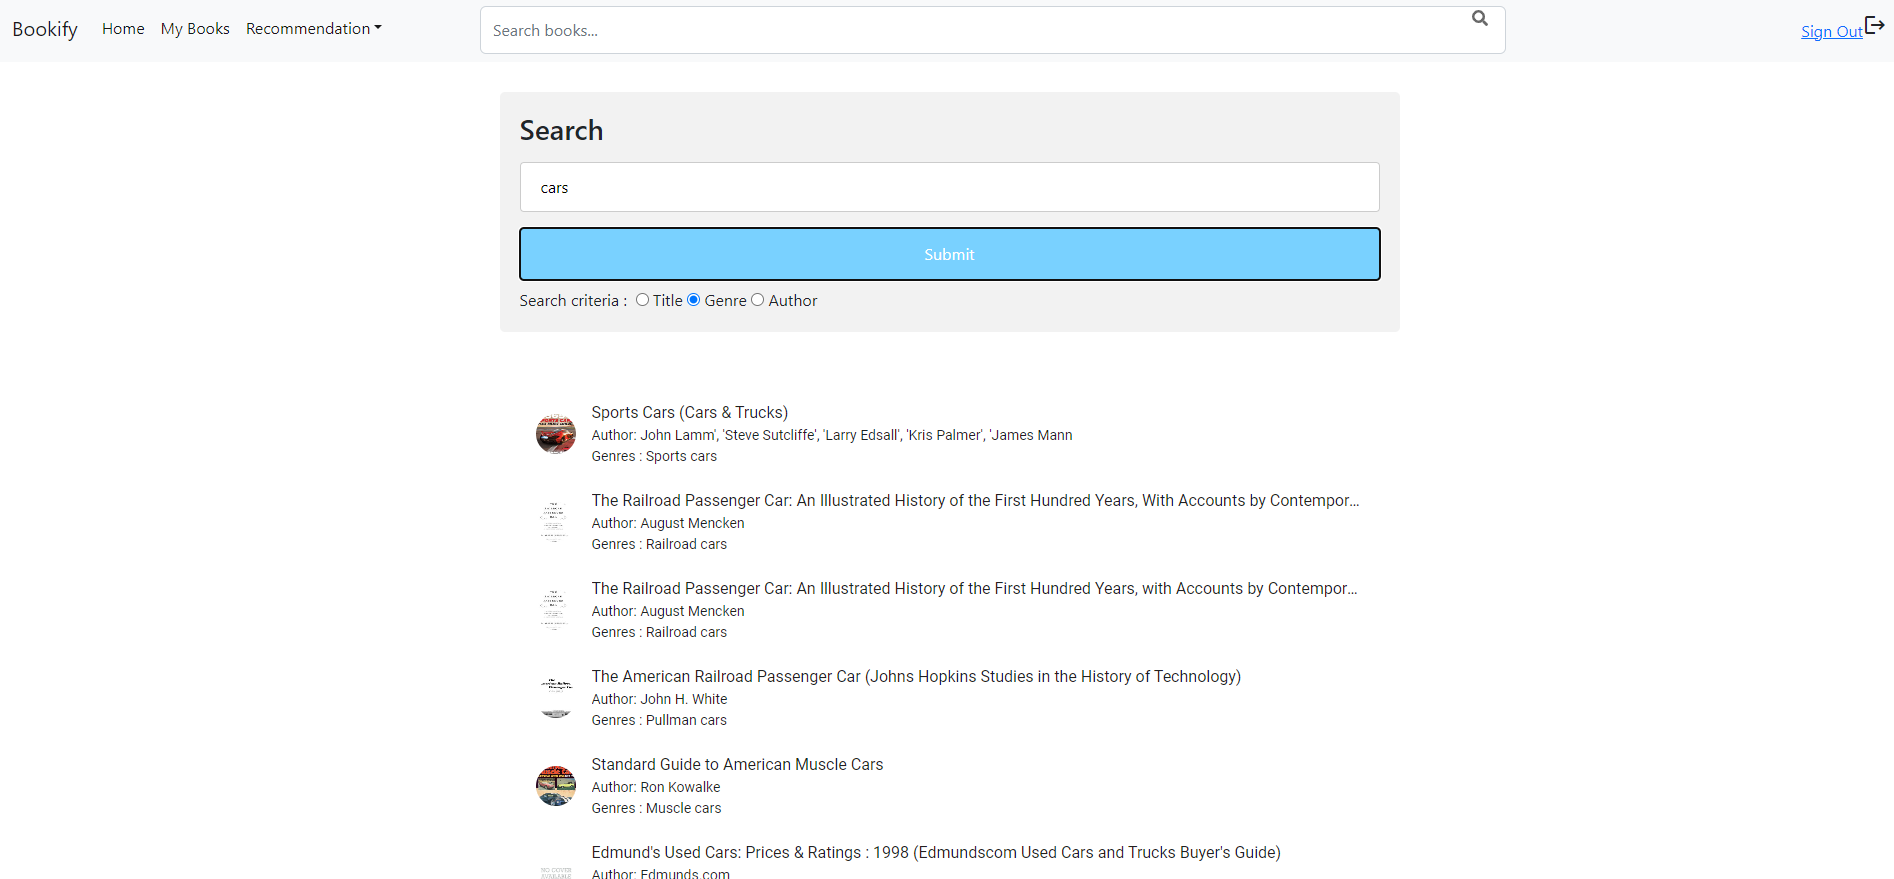 Bookify Home My Books Recommendation Search books... Sign Out
Search
cars
Submit
Search criteria : Title Genre Author
Sports Cars (Cars & Trucks)
Author: John Lamm', 'Steve Sutcliffe', 'Larry Edsall', 'Kris Palmer', 'James Mann
Genres : Sports cars
The Railroad Passenger Car: An Illustrated History of the First Hundred Years, With Accounts by Contempor...
Author: August Mencken
Genres : Railroad cars
The Railroad Passenger Car: An Illustrated History of the First Hundred Years, with Accounts by Contempor...
Author: August Mencken
Genres : Railroad cars
The American Railroad Passenger Car (Johns Hopkins Studies in the History of Technology)
Author: John H. White
Genres : Pullman cars
Standard Guide to American Muscle Cars
Author: Ron Kowalke
Genres : Muscle cars
Edmund's Used Cars: Prices & Ratings : 1998 (Edmundscom Used Cars and Trucks Buyer's Guide)
NO COVER
AVAILABLE
Author: Edmunds.com